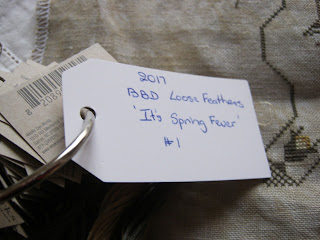 2017
BBD Loose Feathers
'It's Spring Fever'
#1